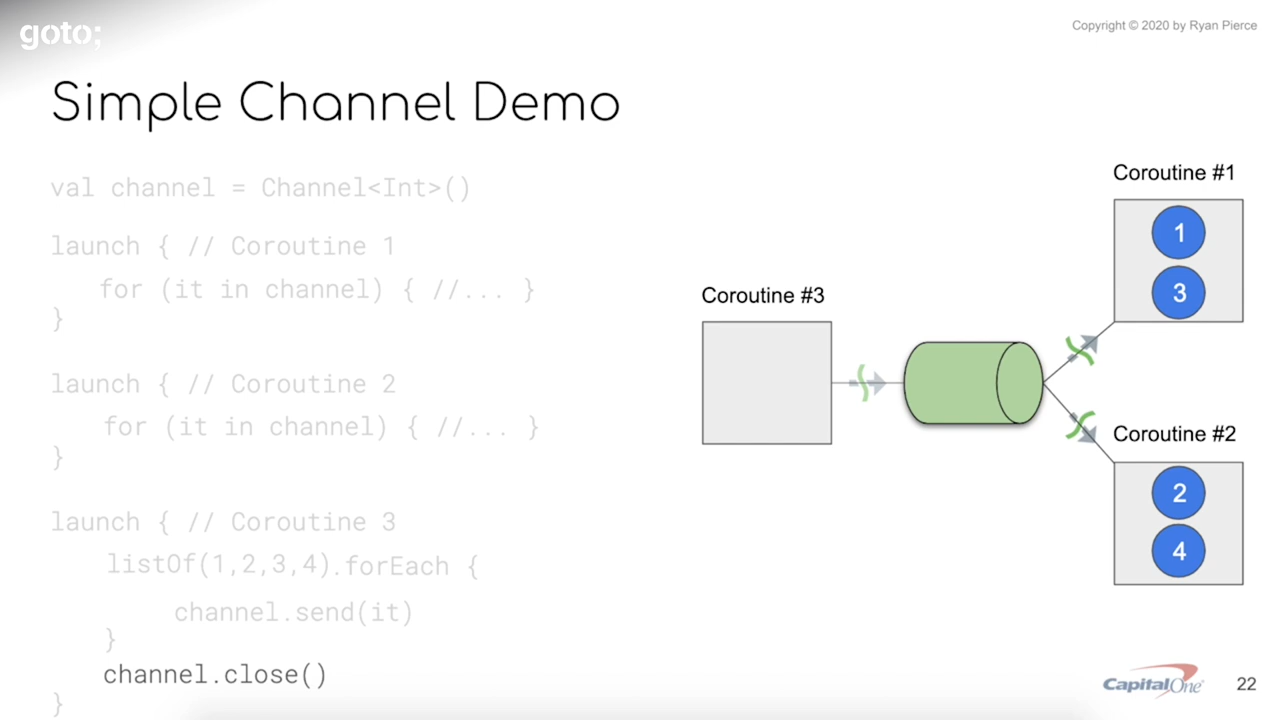 goto;
Copyright © 2020 by Ryan Pierce
Simple Channel Demo
val channel = Channel<Int>()
launch { // Coroutine 1
for (it in channel) { //... }
}
launch { // Coroutine 2
for (it in channel) { //... }
}
launch { // Coroutine 3
listOf(1,2,3,4).forEach {
channel.send(it)
}
channel.close()
}
Coroutine #3
Coroutine #1
1
3
Coroutine #2
2
4
CapitalOne
22